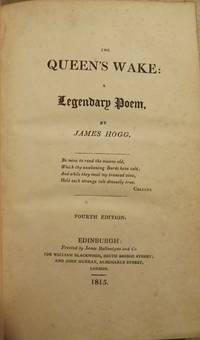 THE
QUEEN'S WAKE:
A
Legendary Poem,
BY
JAMES HOGG.
Be mine to read the visions old,
Which thy awakening Bards have told;
And while they meet my tranced view,
Hold each strange tale devoutly true.
COLLINS
FOURTH EDITION.
EDINBURGH:
Printed by James Ballantyne and Co.
FOR WILLIAM BLACKWOOD, SOUTH BRIDGE STREET;
AND JOHN MURRAY, ALBEMARLE STREET,
LONDON.
1815.